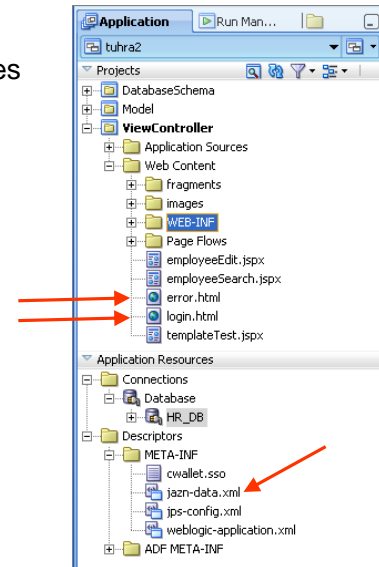 Application Run Man...
es
tuhra2
Projects
DatabaseSchema
Model
ViewController
Application Sources
Web Content
fragments
images
WEB-INF
Page Flows
employeeEdit.jspx
employeeSearch.jspx
error.html
login.html
templateTest.jspx
Application Resources
Connections
Database
HR_DB
Descriptors
META-INF
cwallet.sso
jazn-data.xml
jps-config.xml
weblogic-application.xml
ADF META-INF